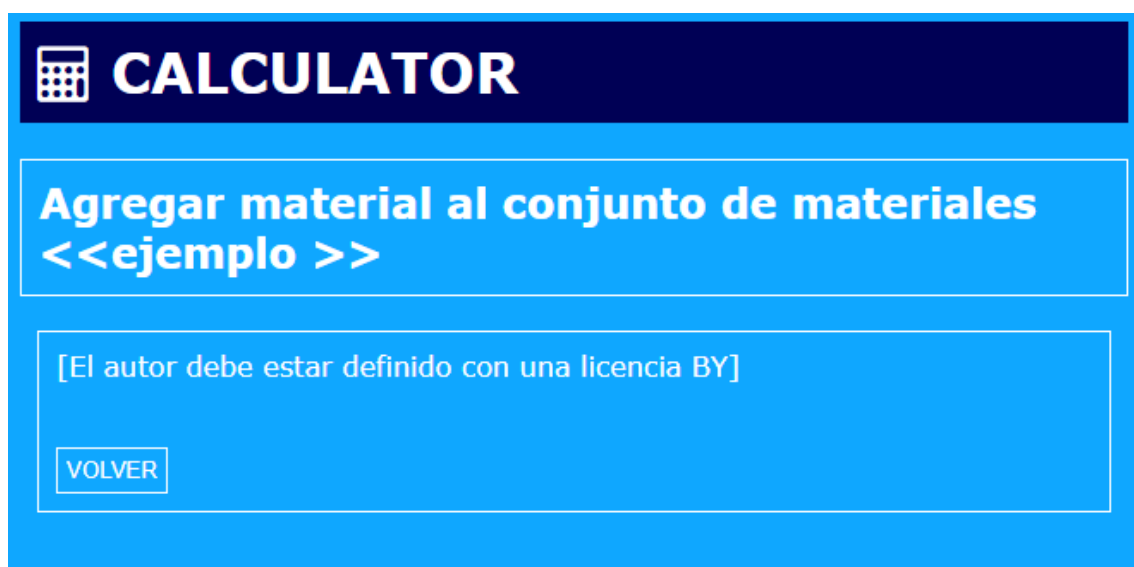 CALCULATOR
Agregar material al conjunto de materiales
<<ejemplo >>
[El autor debe estar definido con una licencia BY]
VOLVER